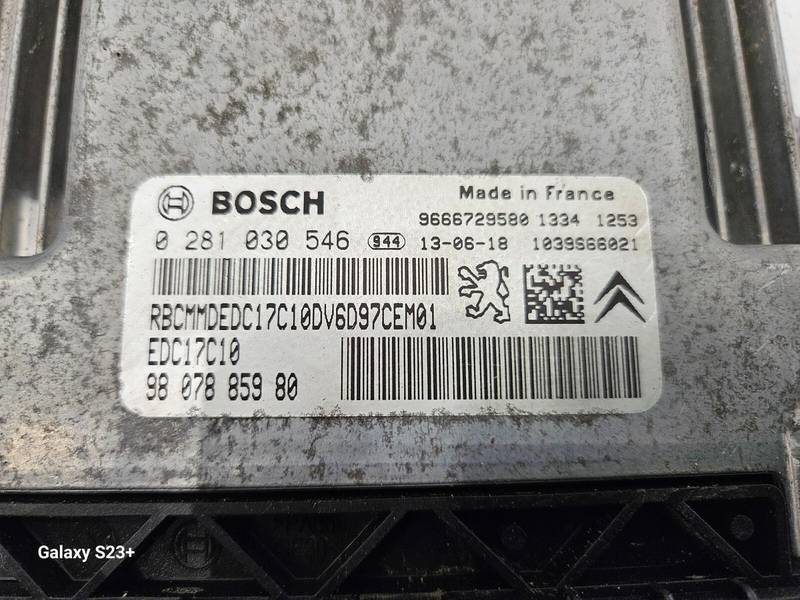 BOSCH
Made in France
9666729580 1334 1253
0 281 030 546 944 13-06-18 1039S66021
RBCMMDEDC17C10DV6D97CEM01
EDC17C10
98 078 859 80
Galaxy S23+